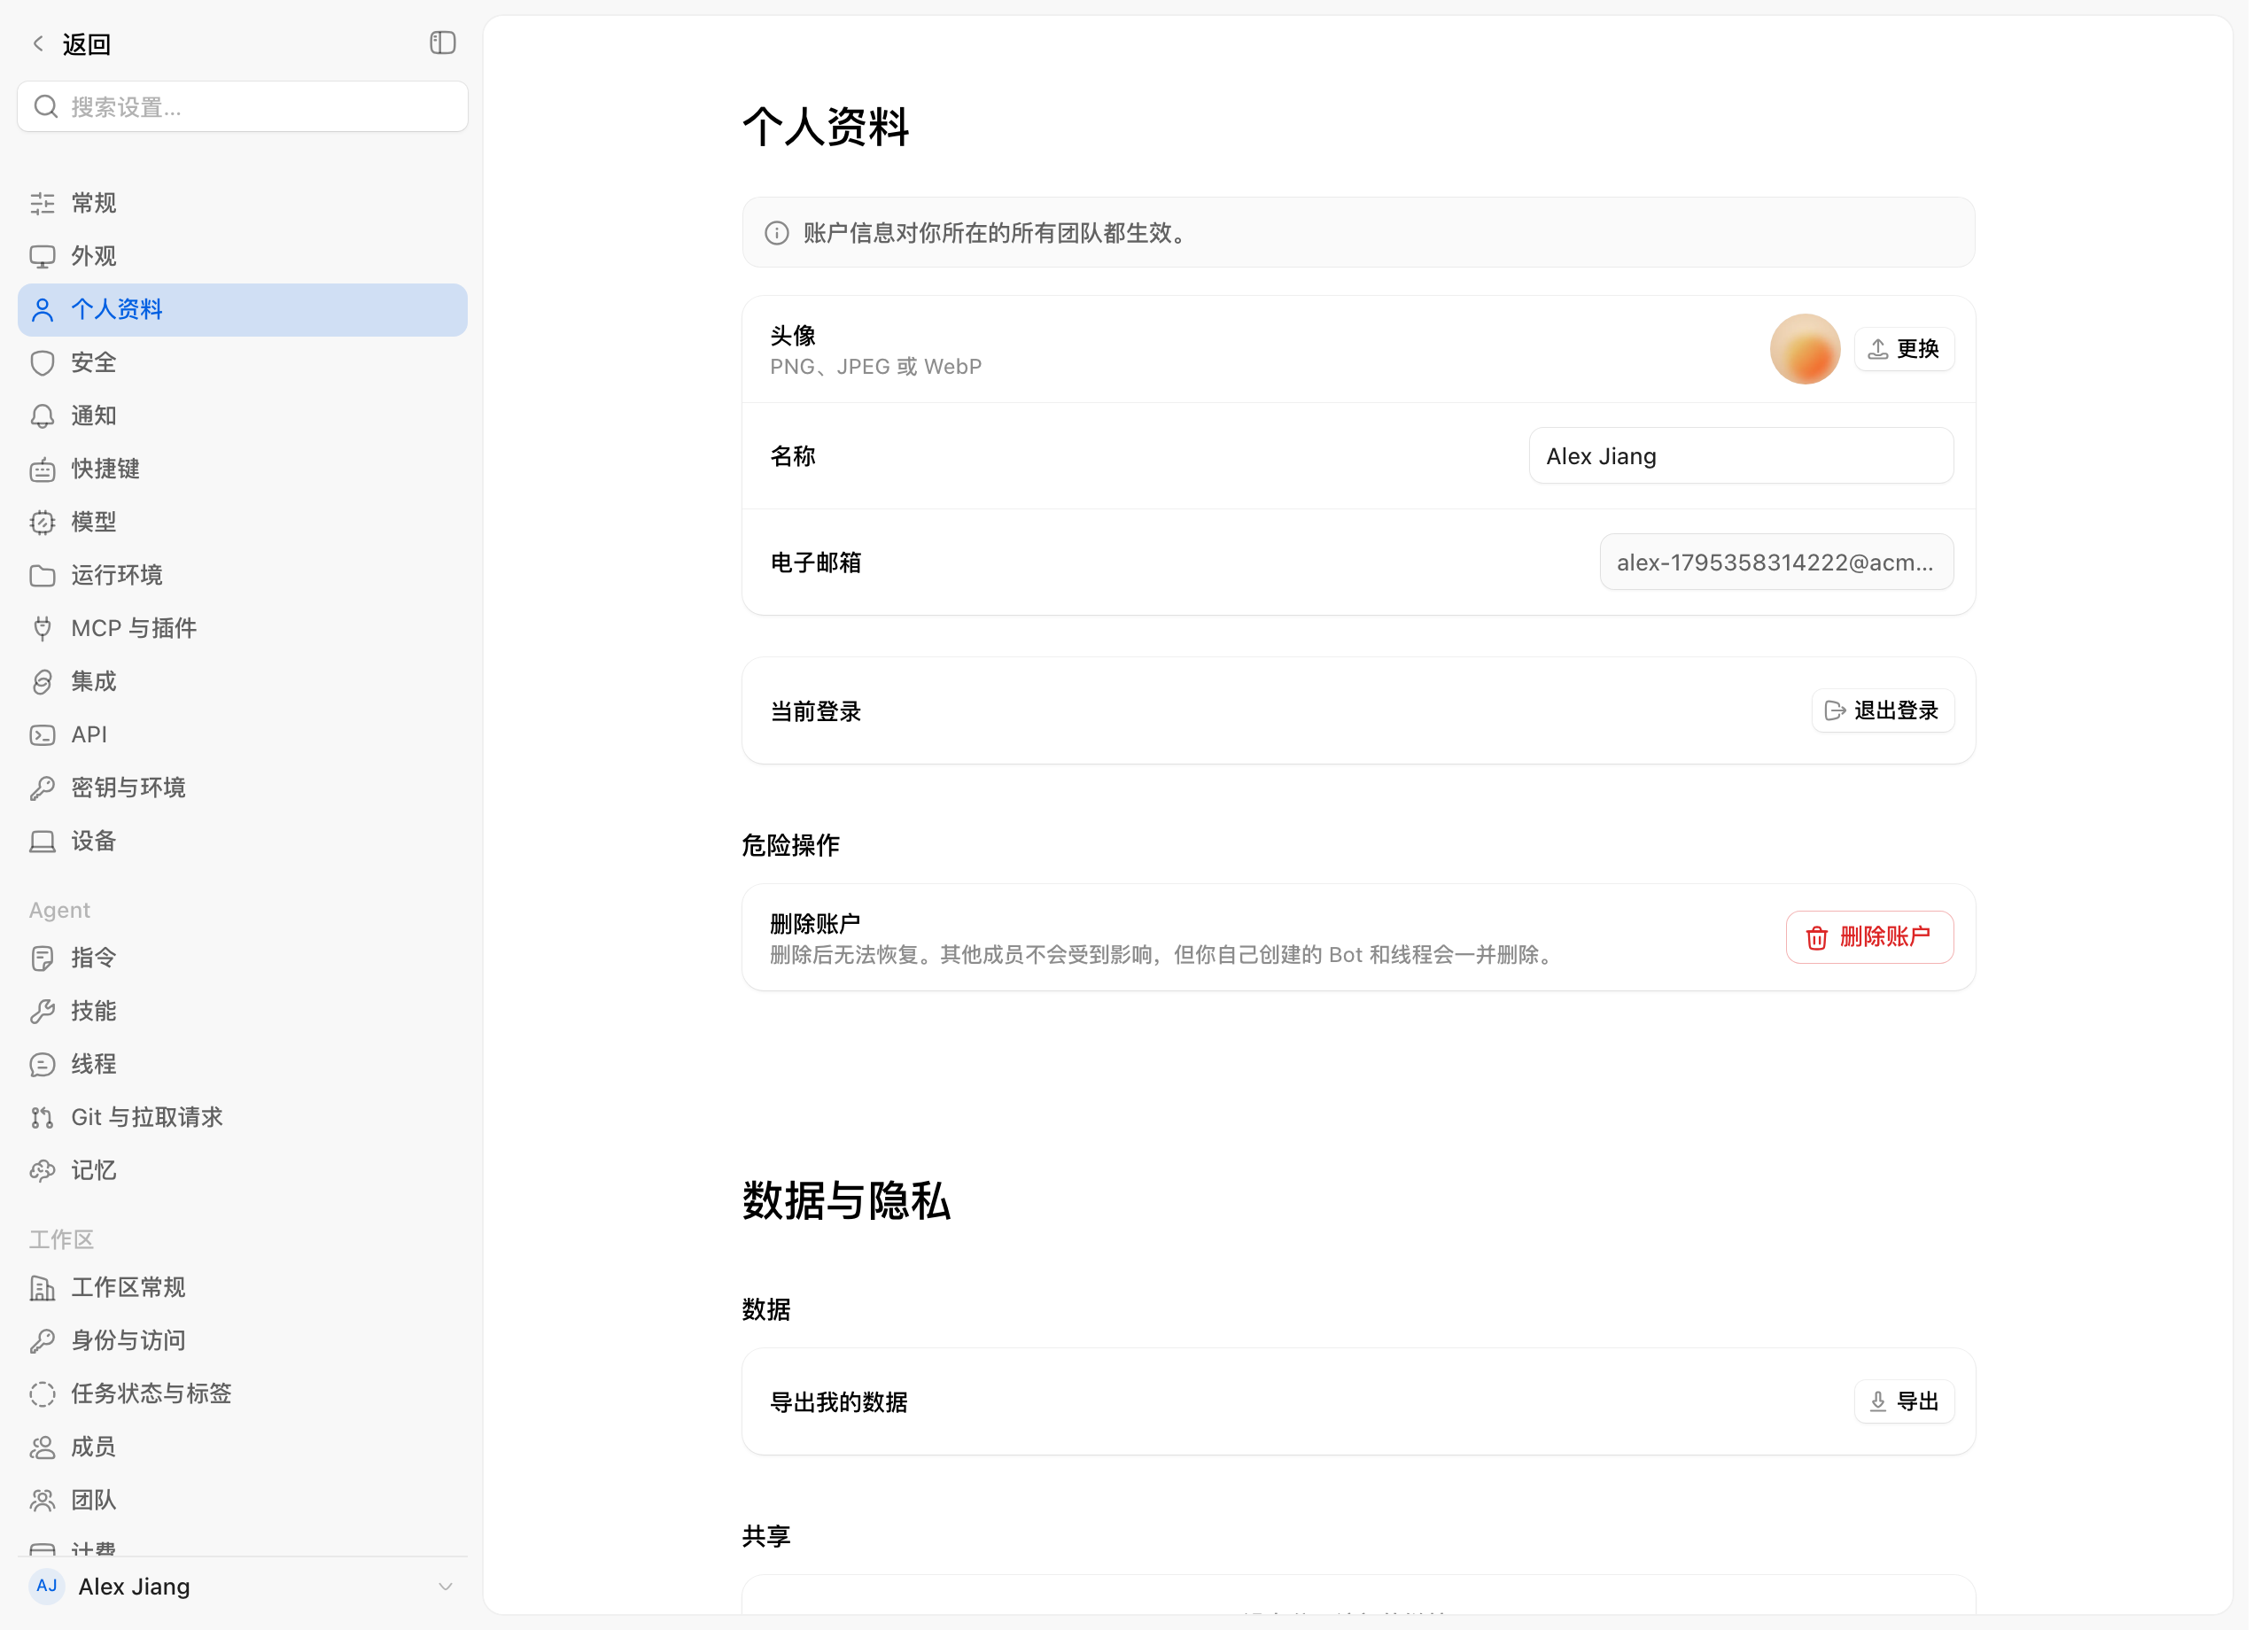 返回
搜索设置...
常规
外观
个人资料
安全
通知
快捷键
模型
运行环境
MCP 与插件
集成
API
密钥与环境
设备
Agent
指令
技能
线程
Git 与拉取请求
记忆
工作区
工作区常规
身份与访问
任务状态与标签
成员
团队
计费
AJ Alex Jiang
个人资料
账户信息对你所在的所有团队都生效。
头像
PNG、JPEG 或 WebP
更换
名称
Alex Jiang
电子邮箱
alex-1795358314222@acm...
当前登录
退出登录
危险操作
删除账户
删除后无法恢复。其他成员不会受到影响，但你自己创建的 Bot 和线程会一并删除。
删除账户
数据与隐私
数据
导出我的数据
导出
共享